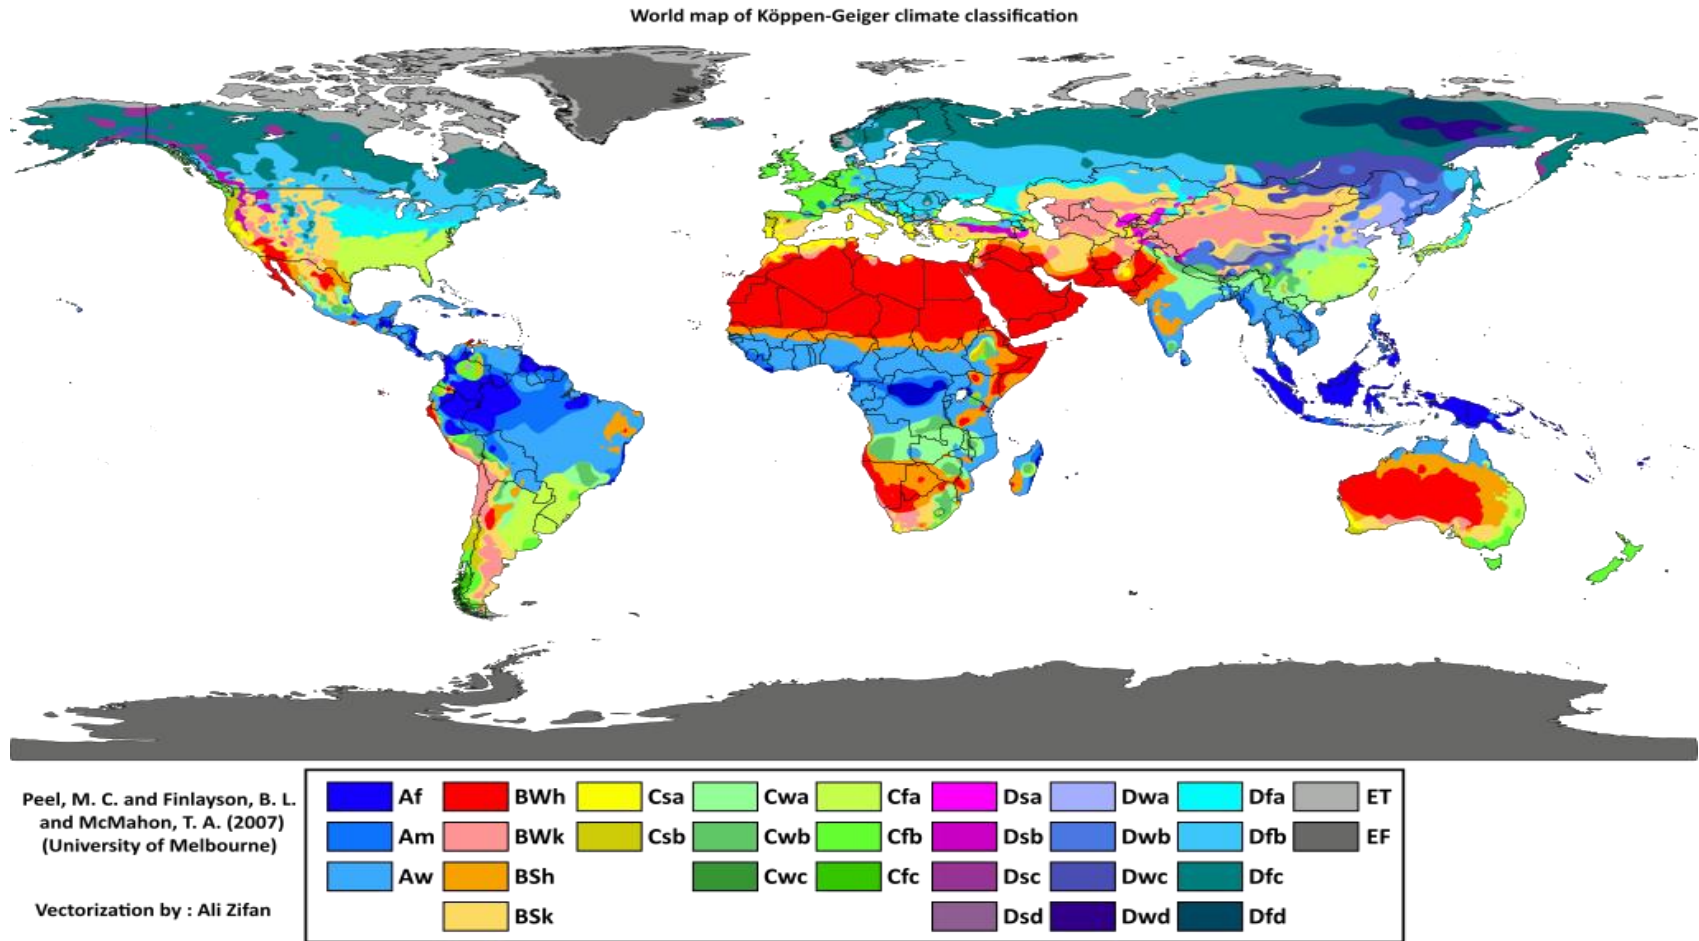 World map of Köppen-Geiger climate classification
Peel, M. C. and Finlayson, B. L.
and McMahon, T. A. (2007)
(University of Melbourne)
Vectorization by : Ali Zifan
Af BWh Csa Cwa Cfa Dsa Dwa Dfa ET
Am BWk Csb Cwb Cfb Dsb Dwb Dfb EF
Aw BSh Cwc Cfc Dsc Dwc Dfc
BSk Dsd Dwd Dfd